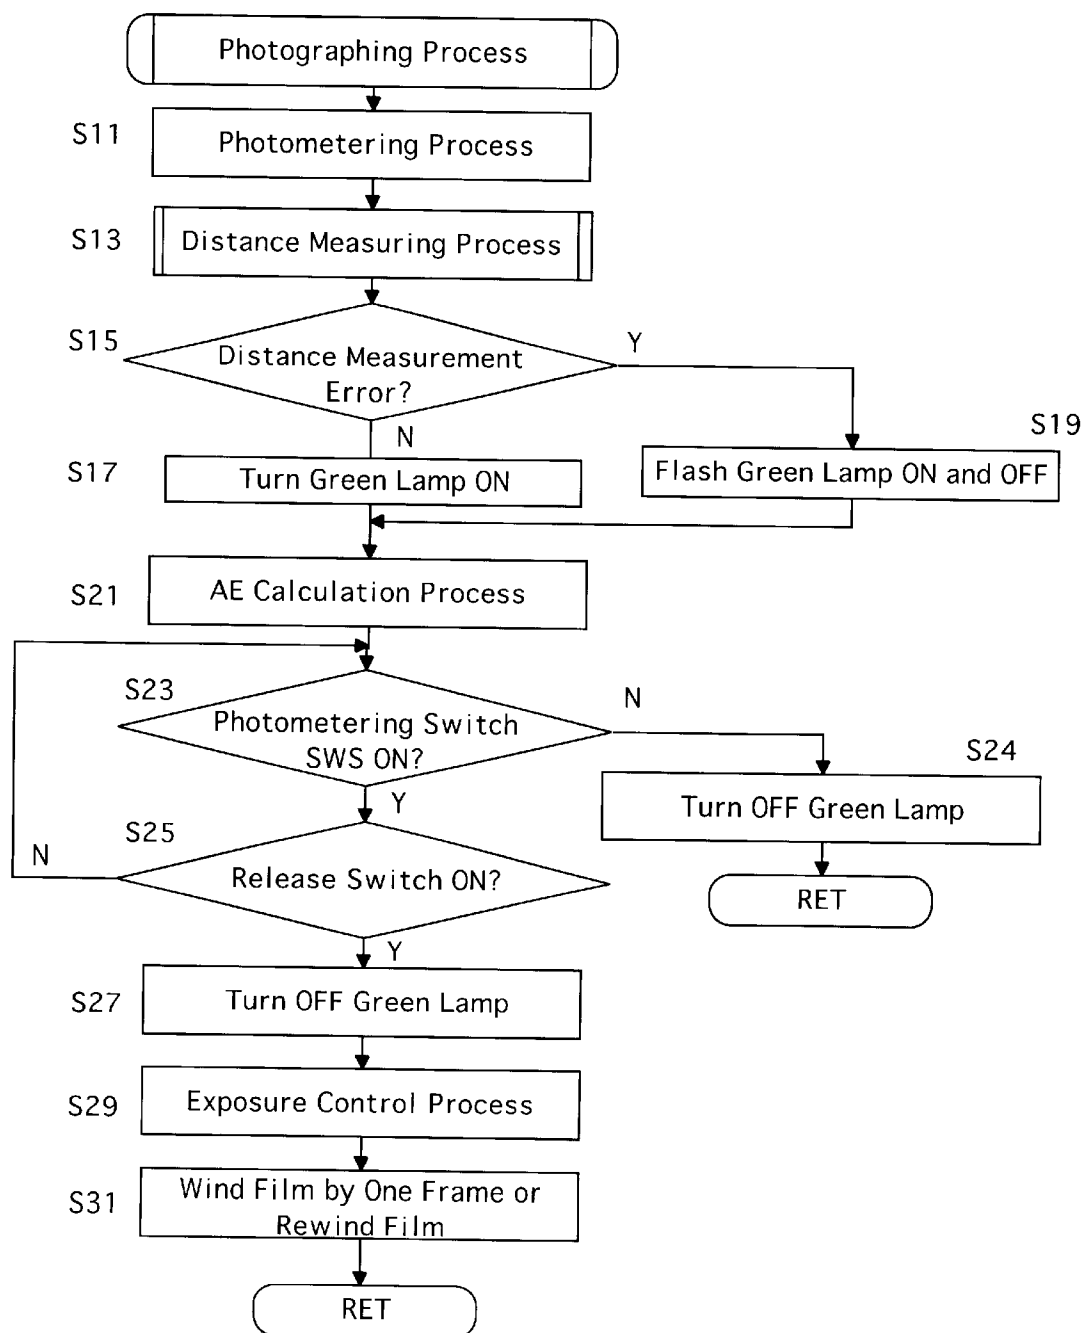 Photographing Process
S11
Photometering Process
S13
Distance Measuring Process
S15
Distance Measurement
Error?
Y
N
S17
Turn Green Lamp ON
S19
Flash Green Lamp ON and OFF
S21
AE Calculation Process
S23
Photometering Switch
SWS ON?
N
Y
S24
Turn OFF Green Lamp
RET
S25
Release Switch ON?
N
Y
S27
Turn OFF Green Lamp
S29
Exposure Control Process
S31
Wind Film by One Frame or
Rewind Film
RET